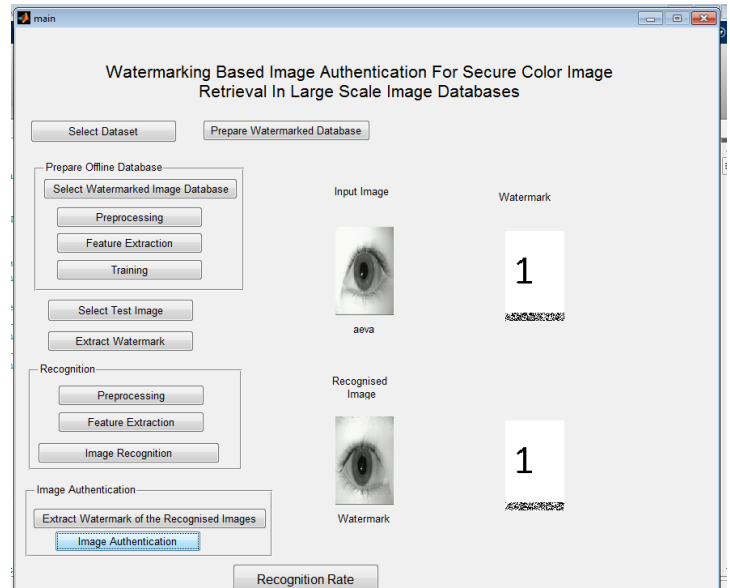 main
Watermarking Based Image Authentication For Secure Color Image
Retrieval In Large Scale Image Databases
Select Dataset
Prepare Watermarked Database
Prepare Offline Database
Select Watermarked Image Database
Preprocessing
Feature Extraction
Training
Select Test Image
Extract Watermark
Input Image
aeva
Watermark
1
Recognition
Preprocessing
Feature Extraction
Image Recognition
Recognised
Image
Watermark
1
Image Authentication
Extract Watermark of the Recognised Images
Image Authentication
Recognition Rate